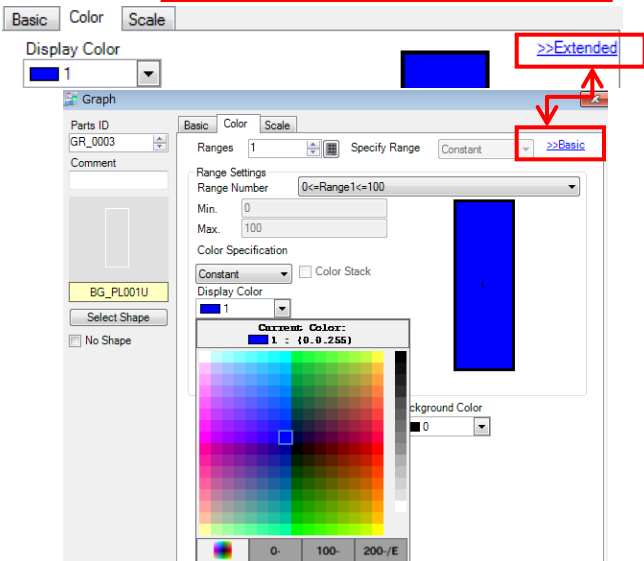 Basic Color Scale
Display Color >>Extended
1
Graph
Parts ID Basic Color Scale
GR_0003 Ranges 1 Specify Range Constant >>Basic
Comment
Range Settings
Range Number 0<=Range1<=100
Min. 0
Max. 100
Color Specification
Constant Color Stack
BG_PL001U Display Color
1
Select Shape
No Shape
Current Color:
1 : (0.0.255)
ckground Color
0
0- 100- 200-/E